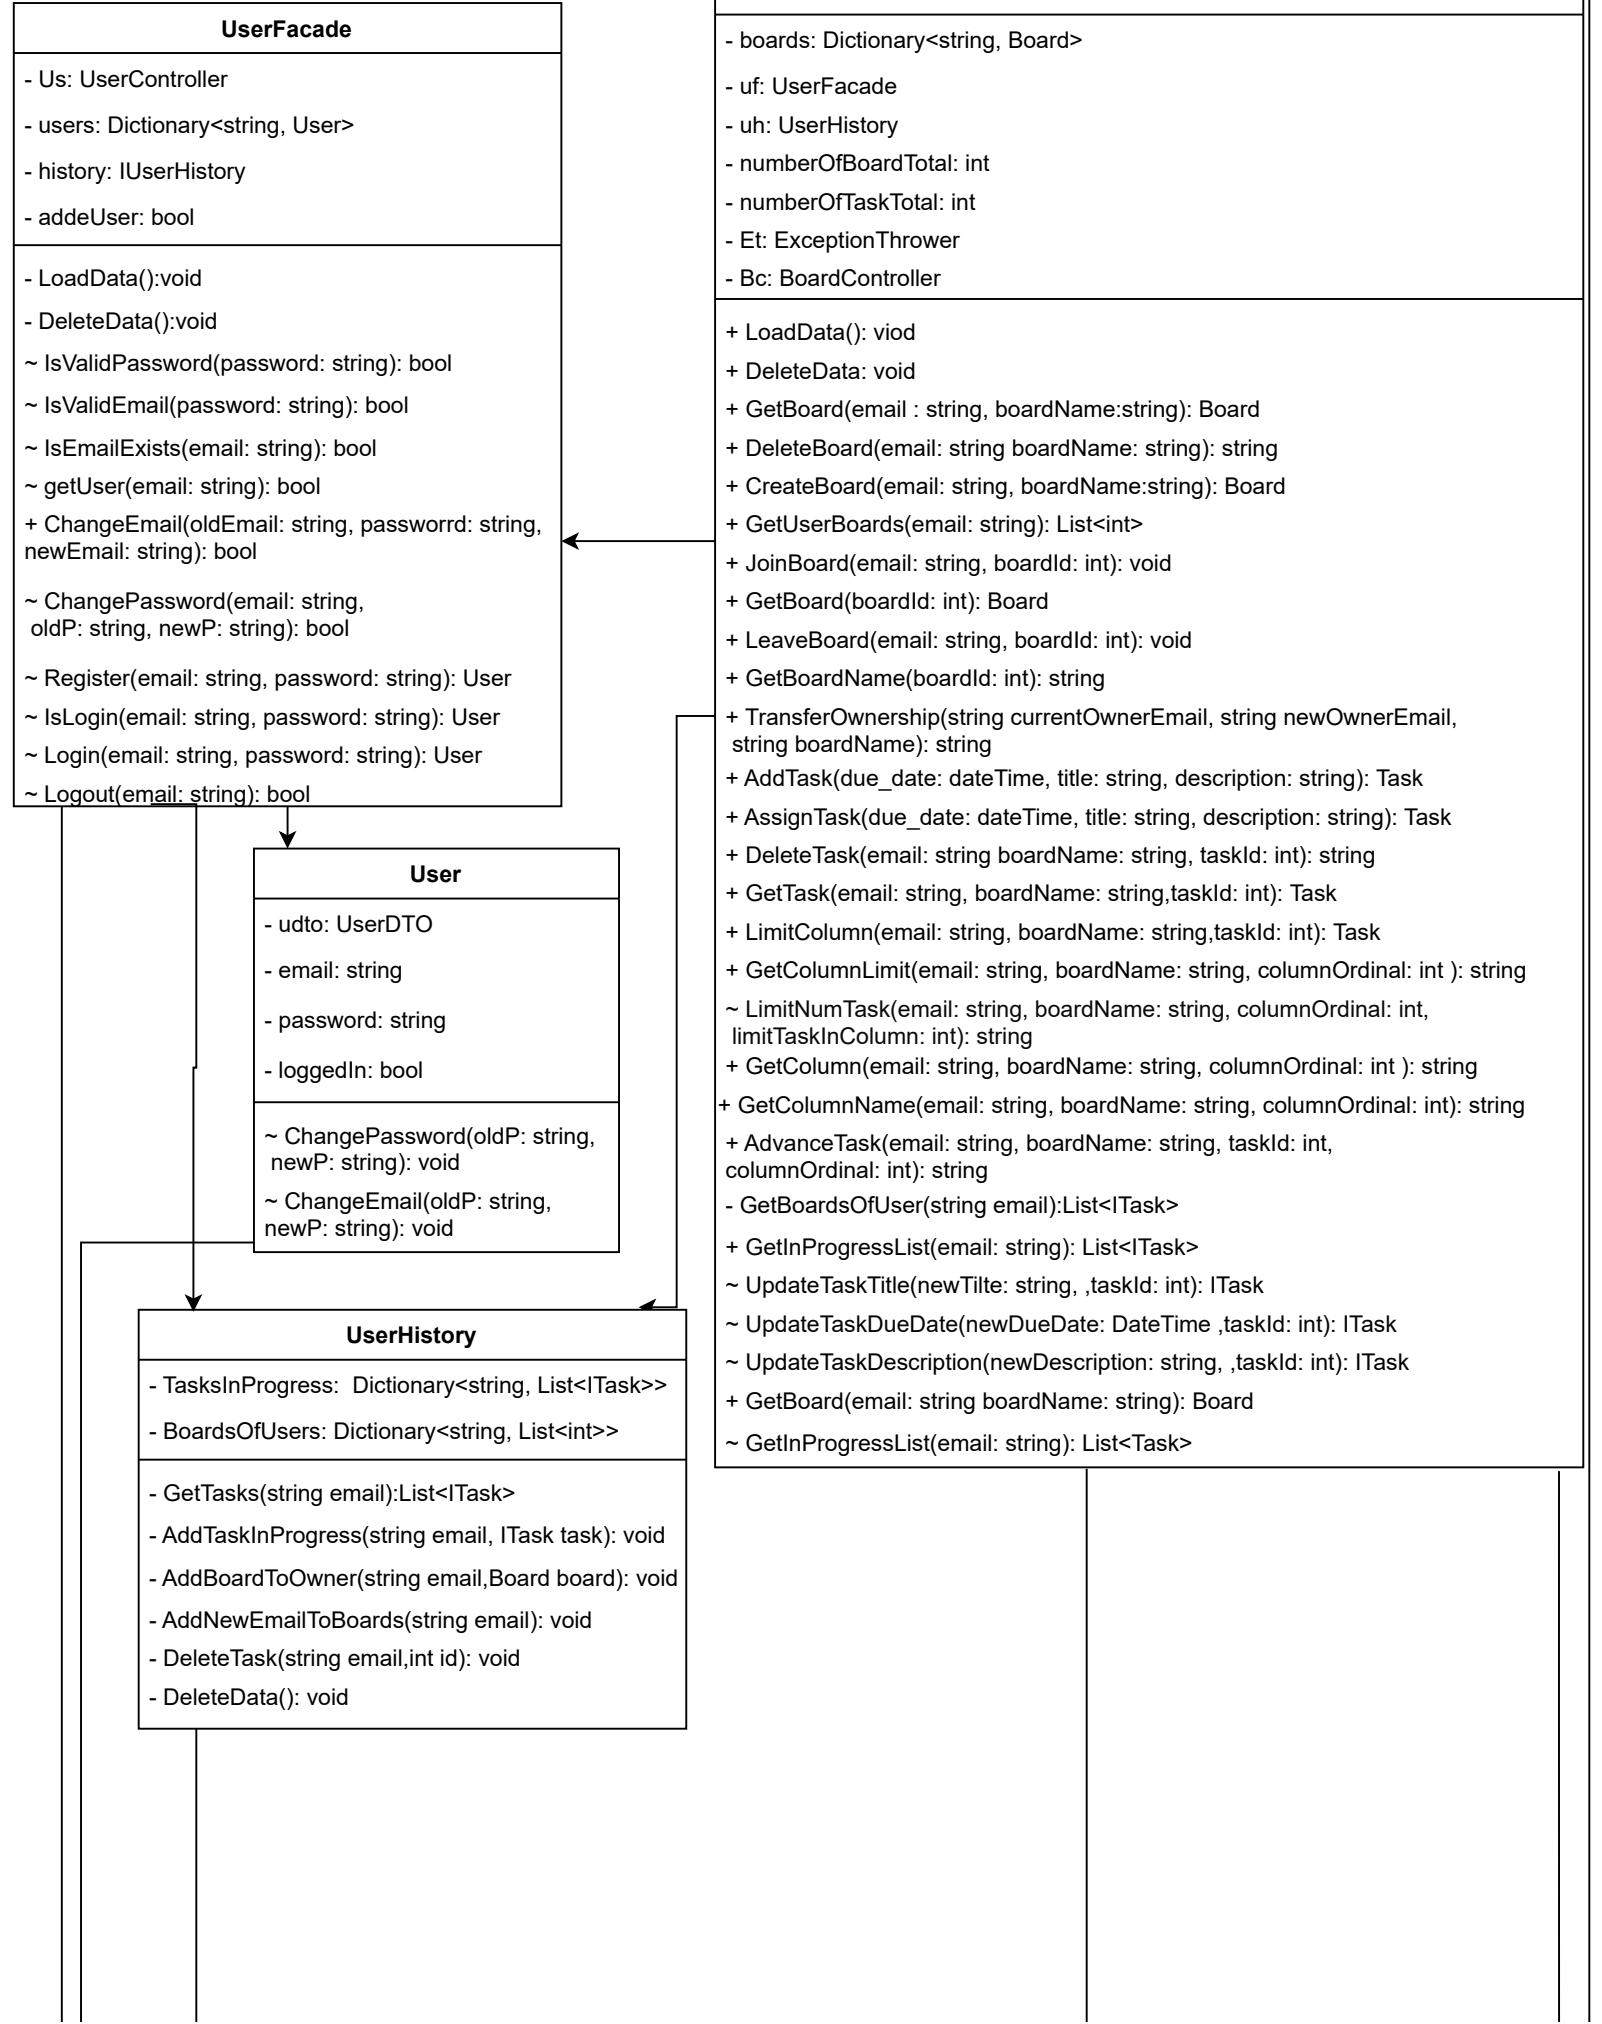 UserFacade
- Us: UserController
- users: Dictionary<string, User>
- history: IUserHistory
- addeUser: bool
- LoadData():void
- DeleteData():void
~ IsValidPassword(password: string): bool
~ IsValidEmail(password: string): bool
~ IsEmailExists(email: string): bool
~ getUser(email: string): bool
+ ChangeEmail(oldEmail: string, passworrd: string,
newEmail: string): bool
~ ChangePassword(email: string,
oldP: string, newP: string): bool
~ Register(email: string, password: string): User
~ IsLogin(email: string, password: string): User
~ Login(email: string, password: string): User
~ Logout(email: string): bool
User
- udto: UserDTO
- email: string
- password: string
- loggedIn: bool
~ ChangePassword(oldP: string,
newP: string): void
~ ChangeEmail(oldP: string,
newP: string): void
UserHistory
- TasksInProgress:  Dictionary<string, List<ITask>>
- BoardsOfUsers: Dictionary<string, List<int>>
- GetTasks(string email):List<ITask>
- AddTaskInProgress(string email, ITask task): void
- AddBoardToOwner(string email,Board board): void
- AddNewEmailToBoards(string email): void
- DeleteTask(string email,int id): void
- DeleteData(): void
- boards: Dictionary<string, Board>
- uf: UserFacade
- uh: UserHistory
- numberOfBoardTotal: int
- numberOfTaskTotal: int
- Et: ExceptionThrower
- Bc: BoardController
+ LoadData(): viod
+ DeleteData: void
+ GetBoard(email : string, boardName:string): Board
+ DeleteBoard(email: string boardName: string): string
+ CreateBoard(email: string, boardName:string): Board
+ GetUserBoards(email: string): List<int>
+ JoinBoard(email: string, boardId: int): void
+ GetBoard(boardId: int): Board
+ LeaveBoard(email: string, boardId: int): void
+ GetBoardName(boardId: int): string
+ TransferOwnership(string currentOwnerEmail, string newOwnerEmail,
string boardName): string
+ AddTask(due_date: dateTime, title: string, description: string): Task
+ AssignTask(due_date: dateTime, title: string, description: string): Task
+ DeleteTask(email: string boardName: string, taskId: int): string
+ GetTask(email: string, boardName: string,taskId: int): Task
+ LimitColumn(email: string, boardName: string,taskId: int): Task
+ GetColumnLimit(email: string, boardName: string, columnOrdinal: int ): string
~ LimitNumTask(email: string, boardName: string, columnOrdinal: int,
limitTaskInColumn: int): string
+ GetColumn(email: string, boardName: string, columnOrdinal: int ): string
+ GetColumnName(email: string, boardName: string, columnOrdinal: int): string
+ AdvanceTask(email: string, boardName: string, taskId: int,
columnOrdinal: int): string
- GetBoardsOfUser(string email):List<ITask>
+ GetInProgressList(email: string): List<ITask>
~ UpdateTaskTitle(newTilte: string, ,taskId: int): ITask
~ UpdateTaskDueDate(newDueDate: DateTime ,taskId: int): ITask
~ UpdateTaskDescription(newDescription: string, ,taskId: int): ITask
+ GetBoard(email: string boardName: string): Board
~ GetInProgressList(email: string): List<Task>